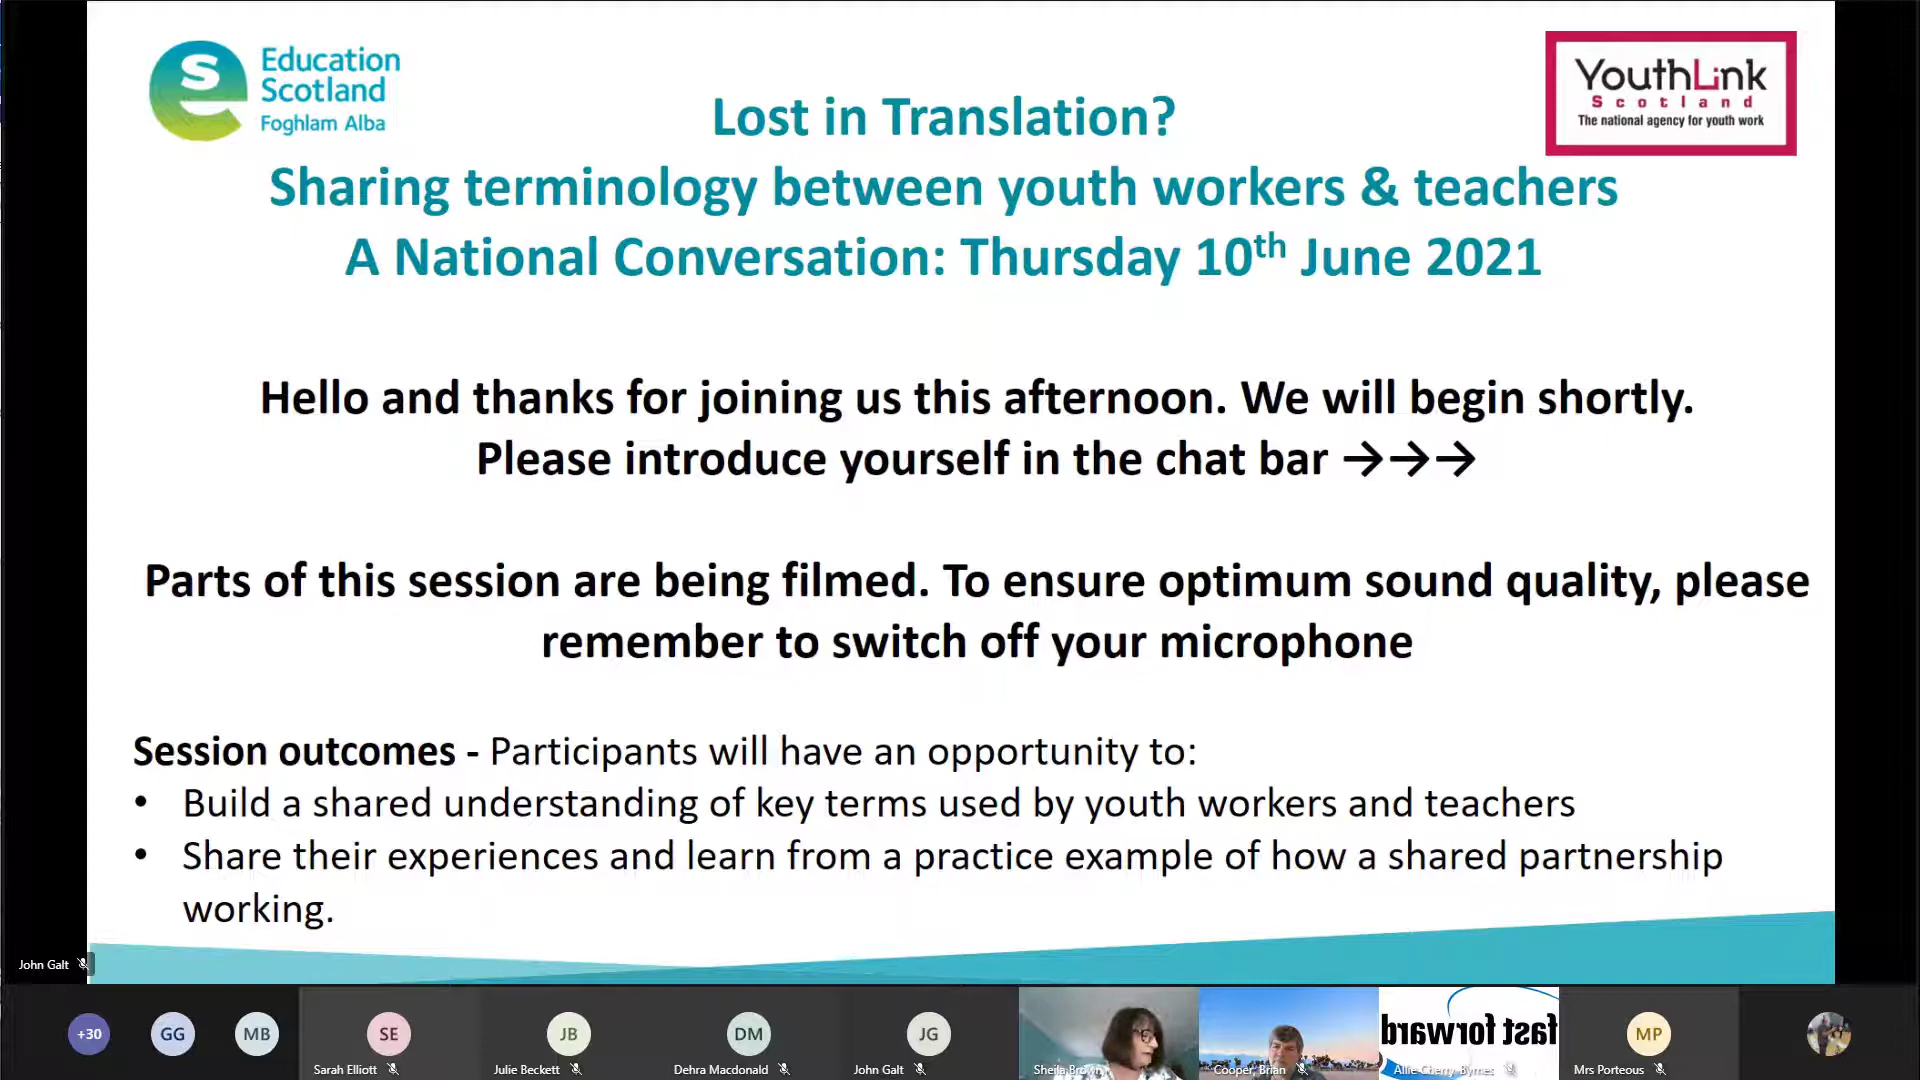 Education
Scotland
Foghlam Alba
YouthLink
Scotland
The national agency for youth work
Lost in Translation?
Sharing terminology between youth workers & teachers
A National Conversation: Thursday 10th June 2021
Hello and thanks for joining us this afternoon. We will begin shortly.
Please introduce yourself in the chat bar →→→
Parts of this session are being filmed. To ensure optimum sound quality, please
remember to switch off your microphone
Session outcomes - Participants will have an opportunity to:
• Build a shared understanding of key terms used by youth workers and teachers
• Share their experiences and learn from a practice example of how a shared partnership
working.
John Galt
+30
GG
MB
SE
Sarah Elliott
JB
Julie Beckett
DM
Dehra Macdonald
JG
John Galt
Sheila Brown
Cooper, Brian
fast forward
Allie Cherry-Byrnes
MP
Mrs Porteous